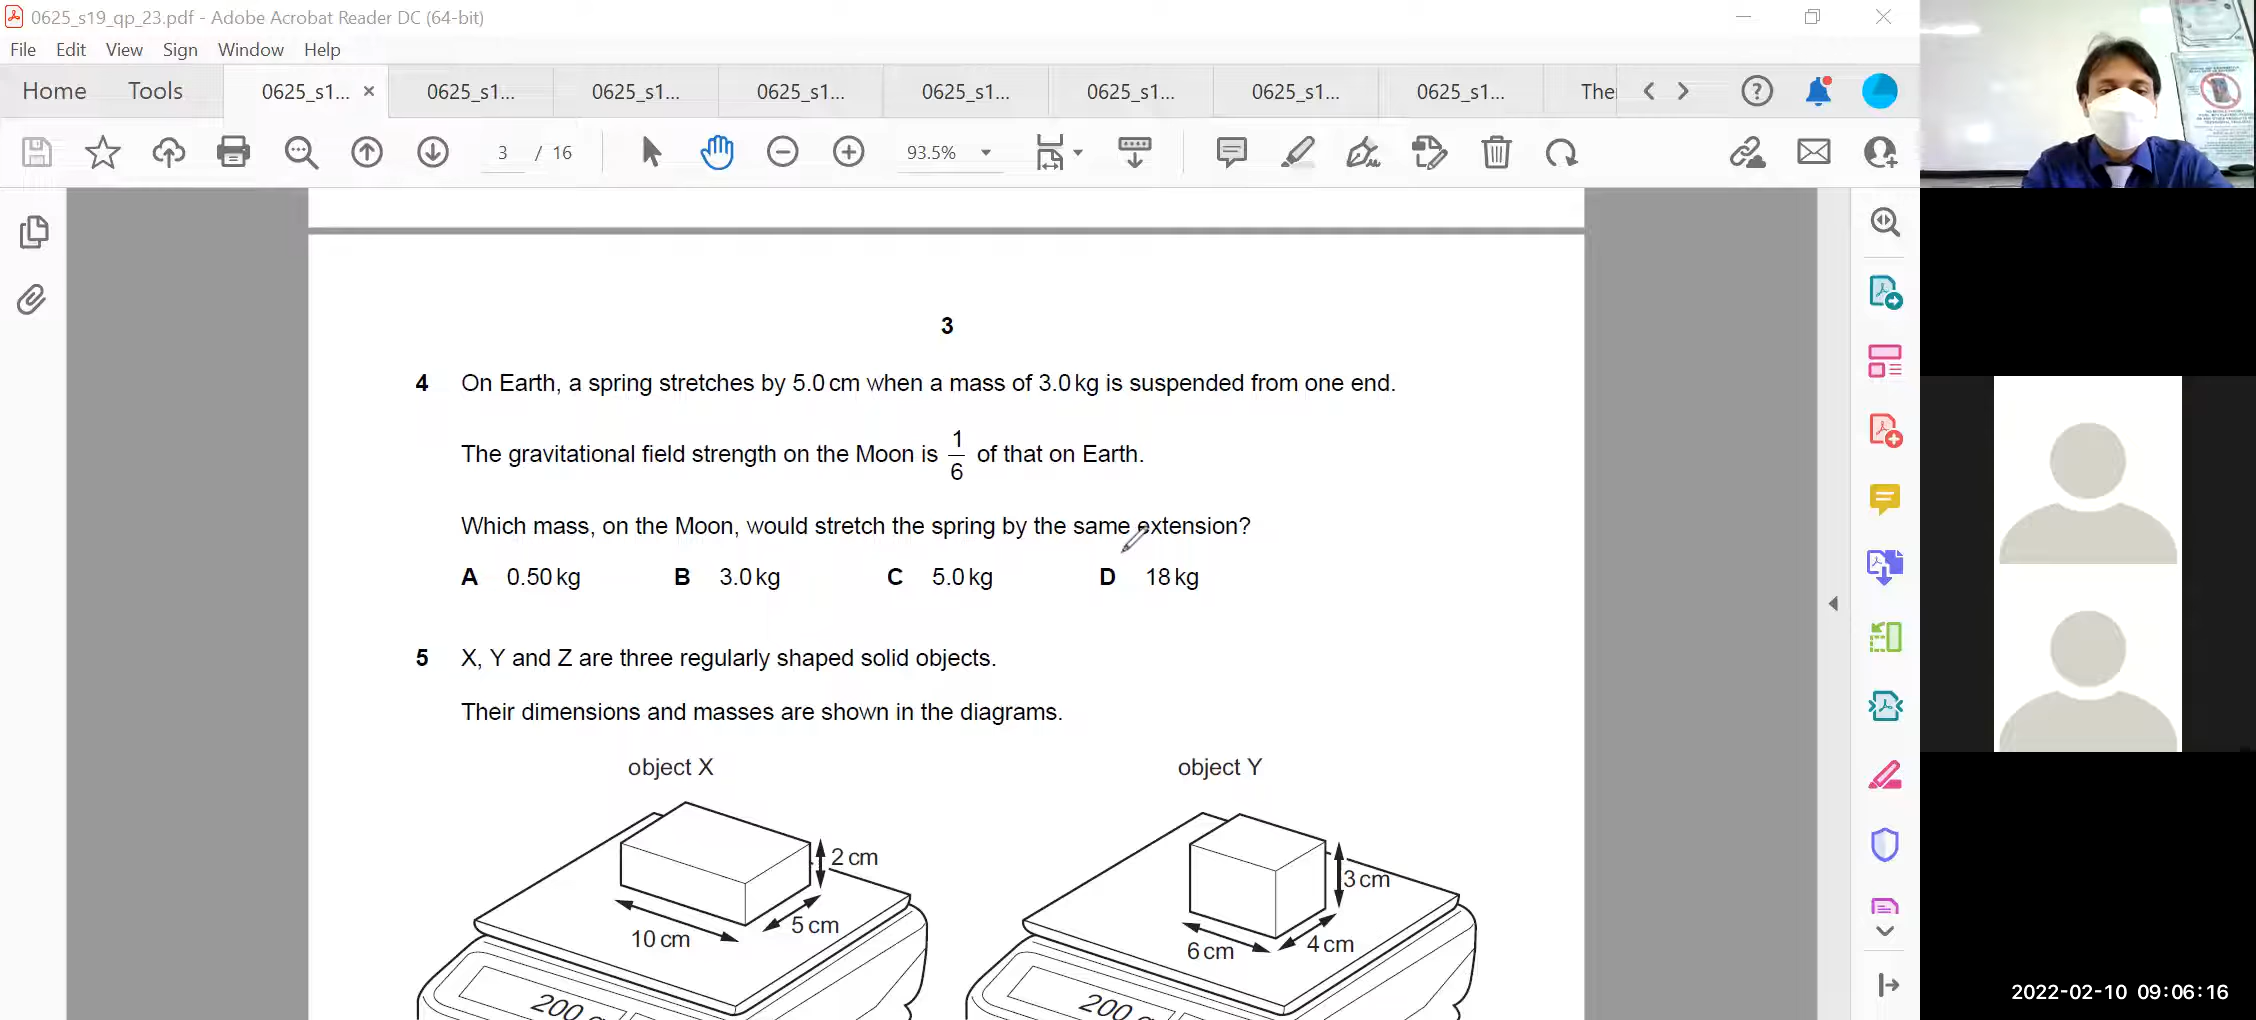 0625_s19_qp_23.pdf - Adobe Acrobat Reader DC (64-bit)
File Edit View Sign Window Help
Home Tools 0625_s1... × 0625_s1... 0625_s1... 0625_s1... 0625_s1... 0625_s1... 0625_s1... 0625_s1... The
3 / 16 93.5%
3
4 On Earth, a spring stretches by 5.0 cm when a mass of 3.0 kg is suspended from one end.
The gravitational field strength on the Moon is 1/6 of that on Earth.
Which mass, on the Moon, would stretch the spring by the same extension?
A 0.50 kg B 3.0 kg C 5.0 kg D 18 kg
5 X, Y and Z are three regularly shaped solid objects.
Their dimensions and masses are shown in the diagrams.
object X object Y
2 cm 3 cm
5 cm 4 cm
10 cm 6 cm
200 g 200 g
2022-02-10 09:06:16